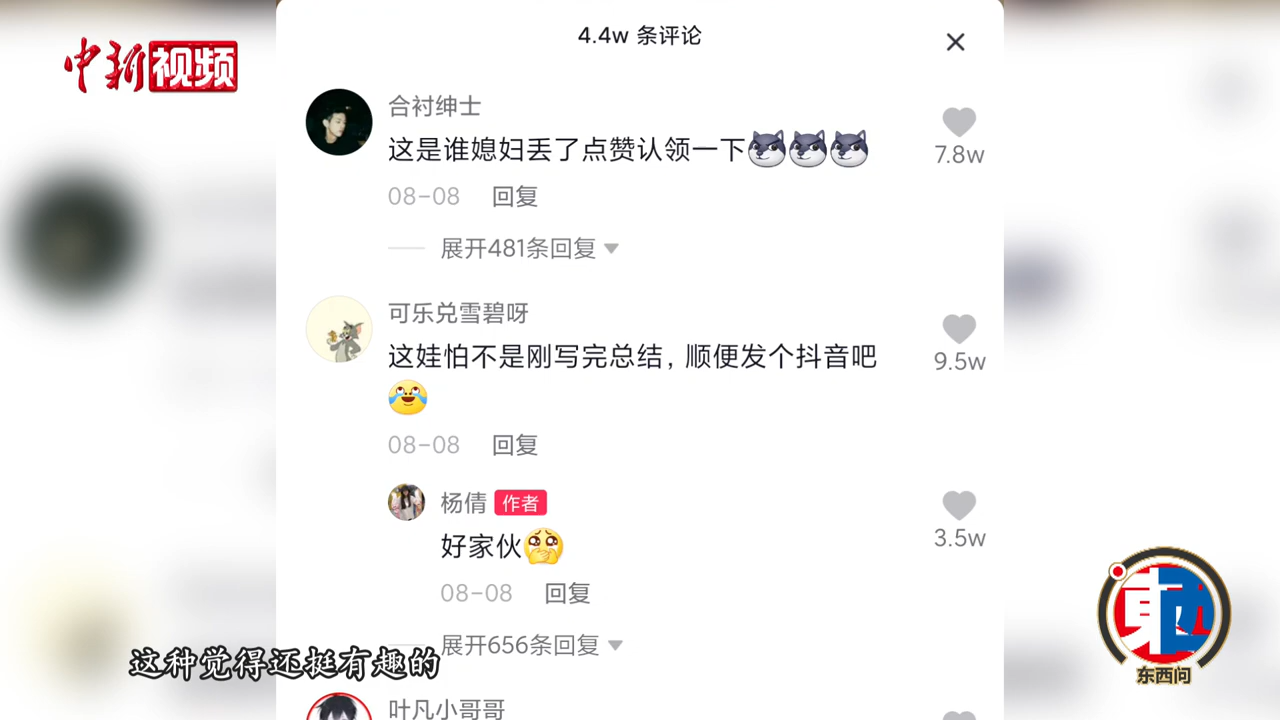 中新视频
4.4w 条评论
合衬绅士
这是谁媳妇丢了点赞认领一下
7.8w
08-08 回复
展开481条回复
可乐兑雪碧呀
这娃怕不是刚写完总结，顺便发个抖音吧
9.5w
08-08 回复
杨倩 作者
好家伙
3.5w
08-08 回复
展开656条回复
这种觉得还挺有趣的
東西
东西问
叶凡小哥哥